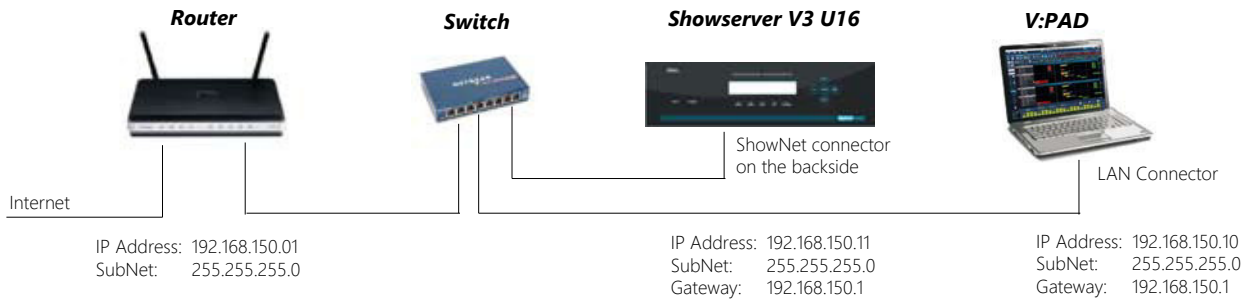 Router
Switch
Showserver V3 U16
V:PAD
NETGEAR
ShowNet connector
on the backside
LAN Connector
Internet
IP Address: 192.168.150.01
SubNet: 255.255.255.0
IP Address: 192.168.150.11
SubNet: 255.255.255.0
Gateway: 192.168.150.1
IP Address: 192.168.150.10
SubNet: 255.255.255.0
Gateway: 192.168.150.1